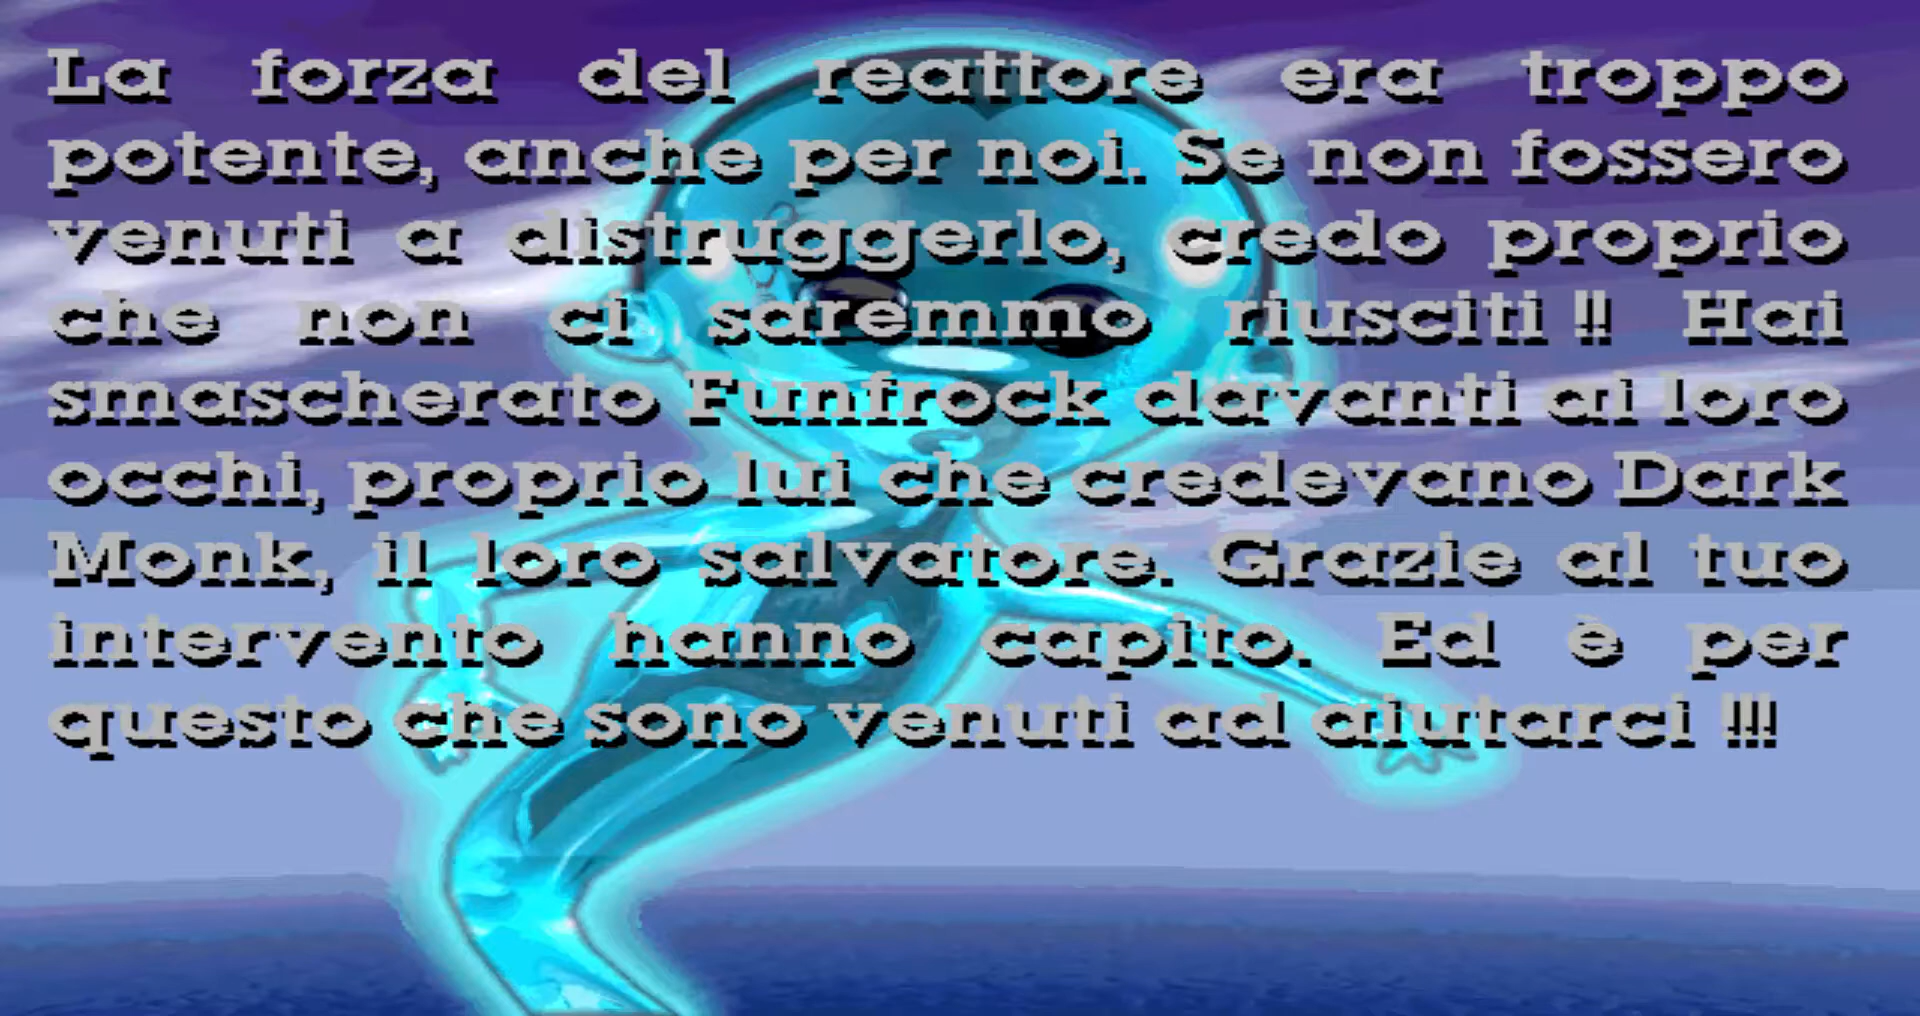 La forza del reattore era troppo
potente, anche per noi. Se non fossero
venuti a distruggerlo, credo proprio
che non ci saremmo riusciti !! Hai
smascherato Funfrock davanti ai loro
occhi, proprio lui che credevano Dark
Monk, il loro salvatore. Grazie al tuo
intervento hanno capito. Ed è per
questo che sono venuti ad aiutarci !!!